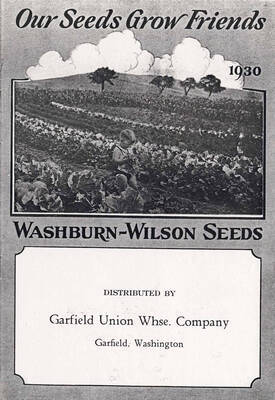 Our Seeds Grow Friends
1930
WASHBURN-WILSON SEEDS
DISTRIBUTED BY
Garfield Union Whse. Company
Garfield, Washington